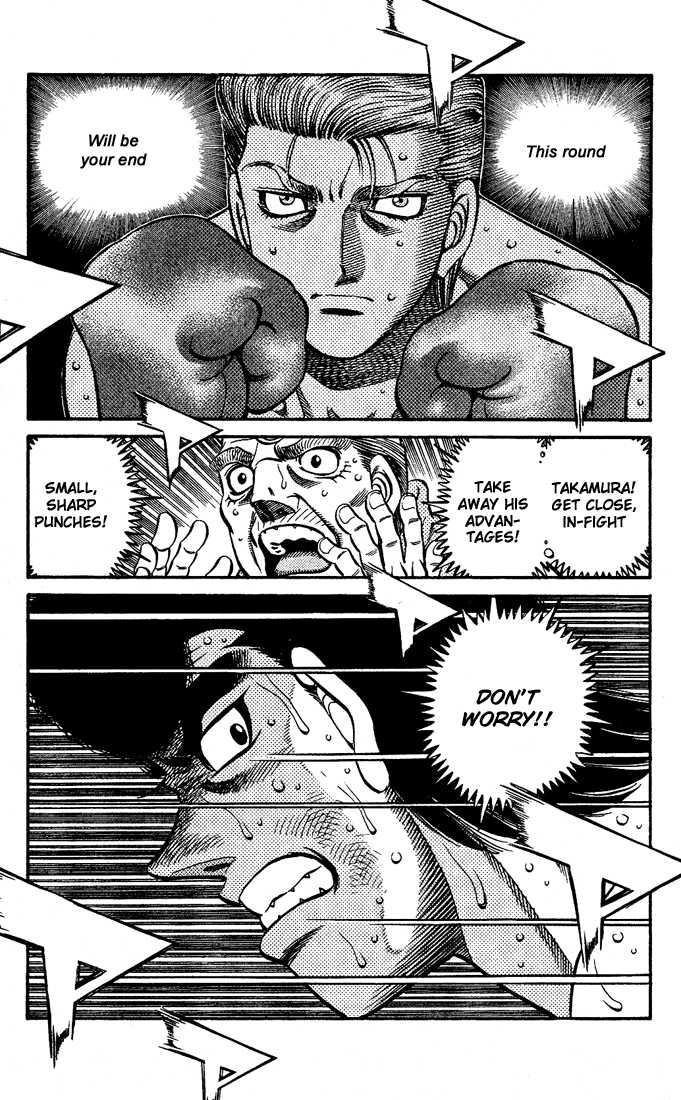 This round
Will be
your end
TAKAMURA!
GET CLOSE,
IN-FIGHT
TAKE
AWAY HIS
ADVAN-
TAGES!
SMALL,
SHARP
PUNCHES!
DON'T
WORRY!!